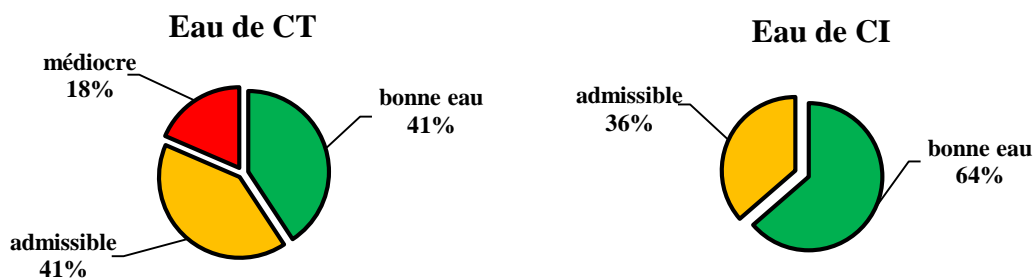 Eau de CT
médiocre
18%
bonne eau
41%
admissible
41%
Eau de CI
admissible
36%
bonne eau
64%